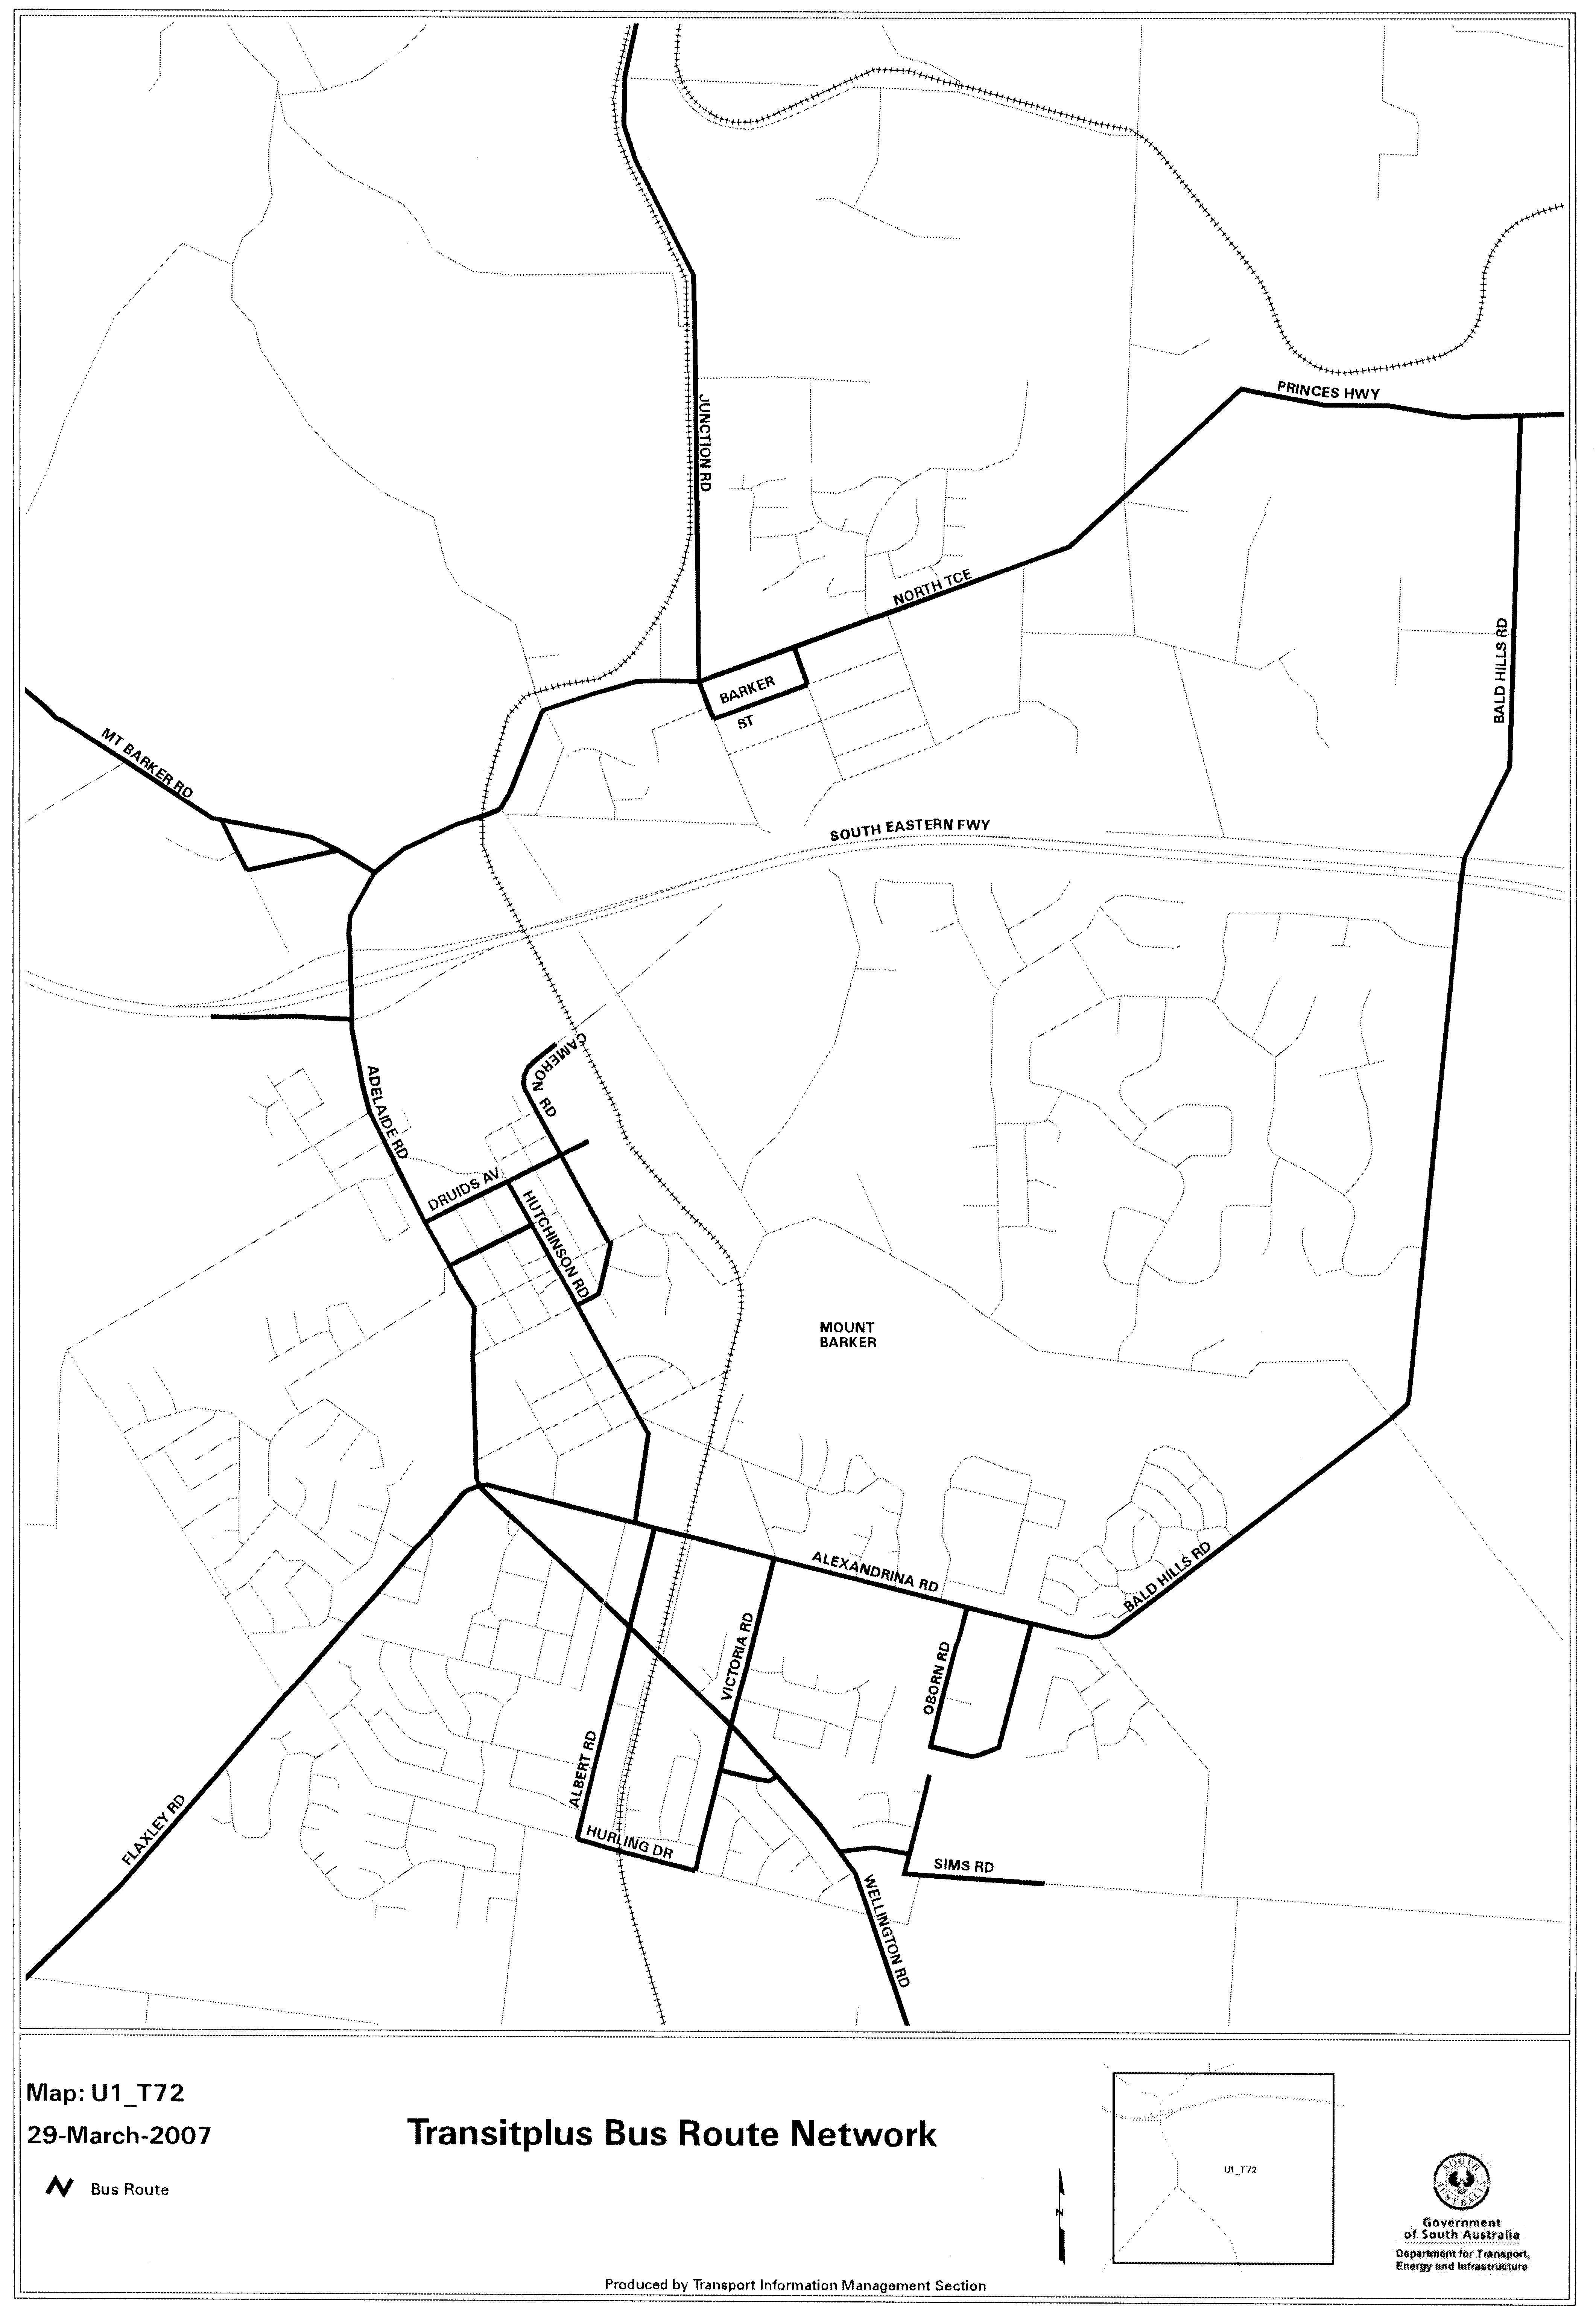 PRINCES HWY
JUNCTION RD
NORTH TCE
BARKER
ST
BALD HILLS RD
MT BARKER RD
SOUTH EASTERN FWY
CAMERON RD
ADELAIDE RD
DRUIDS AV
HUTCHINSON RD
MOUNT
BARKER
ALEXANDRINA RD
BALD HILLS RD
VICTORIA RD
OBORN RD
ALBERT RD
FLAXLEY RD
HURLING DR
SIMS RD
WELLINGTON RD
Map: U1_T72
29-March-2007
Transitplus Bus Route Network
Bus Route
N
U1_T72
SOUTH
AUSTRALIA
Government
of South Australia
Department for Transport,
Energy and Infrastructure
Produced by Transport Information Management Section